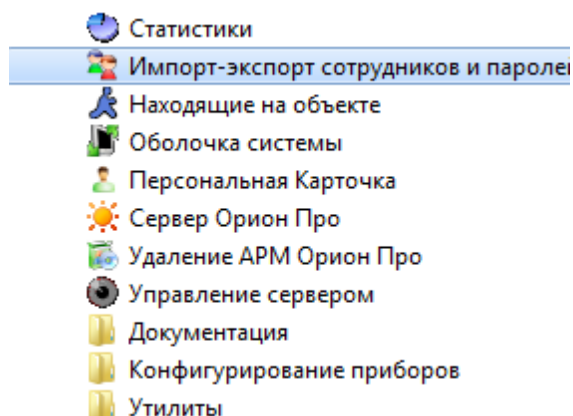 Статистики
Импорт-экспорт сотрудников и пароле
Находящие на объекте
Оболочка системы
Персональная Карточка
Сервер Орион Про
Удаление АРМ Орион Про
Управление сервером
Документация
Конфигурирование приборов
Утилиты